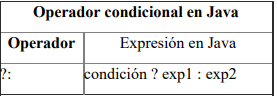 Operador condicional en Java
Operador Expresión en Java
?: condición ? exp1 : exp2